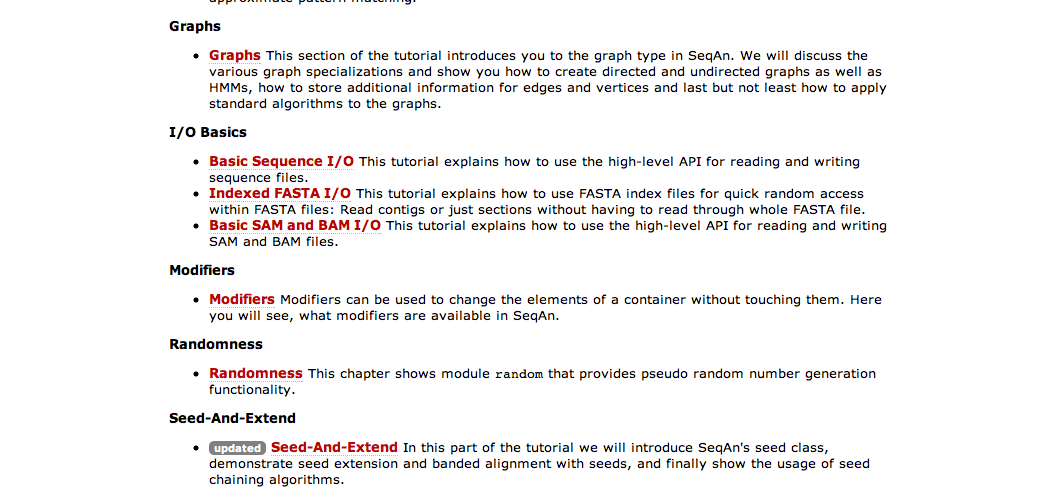 approximate pattern matching.
Graphs
• Graphs This section of the tutorial introduces you to the graph type in SeqAn. We will discuss the
various graph specializations and show you how to create directed and undirected graphs as well as
HMMs, how to store additional information for edges and vertices and last but not least how to apply
standard algorithms to the graphs.
I/O Basics
• Basic Sequence I/O This tutorial explains how to use the high-level API for reading and writing
sequence files.
• Indexed FASTA I/O This tutorial explains how to use FASTA index files for quick random access
within FASTA files: Read contigs or just sections without having to read through whole FASTA file.
• Basic SAM and BAM I/O This tutorial explains how to use the high-level API for reading and writing
SAM and BAM files.
Modifiers
• Modifiers Modifiers can be used to change the elements of a container without touching them. Here
you will see, what modifiers are available in SeqAn.
Randomness
• Randomness This chapter shows module random that provides pseudo random number generation
functionality.
Seed-And-Extend
• updated Seed-And-Extend In this part of the tutorial we will introduce SeqAn's seed class,
demonstrate seed extension and banded alignment with seeds, and finally show the usage of seed
chaining algorithms.